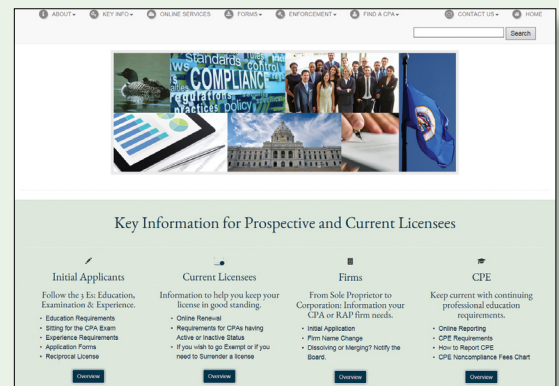 ABOUT KEY INFO ONLINE SERVICES FORMS ENFORCEMENT FIND A CPA CONTACT US HOME
Search
standards rules
ws control
COMPLIANCE
regulations
practices policy
Key Information for Prospective and Current Licensees
Initial Applicants
Follow the 3 Es: Education,
Examination & Experience.
• Education Requirements
• Sitting for the CPA Exam
• Experience Requirements
• Application Forms
• Reciprocal License
Overview
Current Licensees
Information to help you keep your
license in good standing.
• Online Renewal
• Requirements for CPAs having
Active or Inactive Status
• If you wish to go Exempt or if you
need to Surrender a license
Overview
Firms
From Sole Proprietor to
Corporation: Information your
CPA or RAP firm needs.
• Initial Application
• Firm Name Change
• Dissolving or Merging? Notify the
Board.
Overview
CPE
Keep current with continuing
professional education
requirements.
• Online Reporting
• CPE Requirements
• How to Report CPE
• CPE Noncompliance Fees Chart
Overview